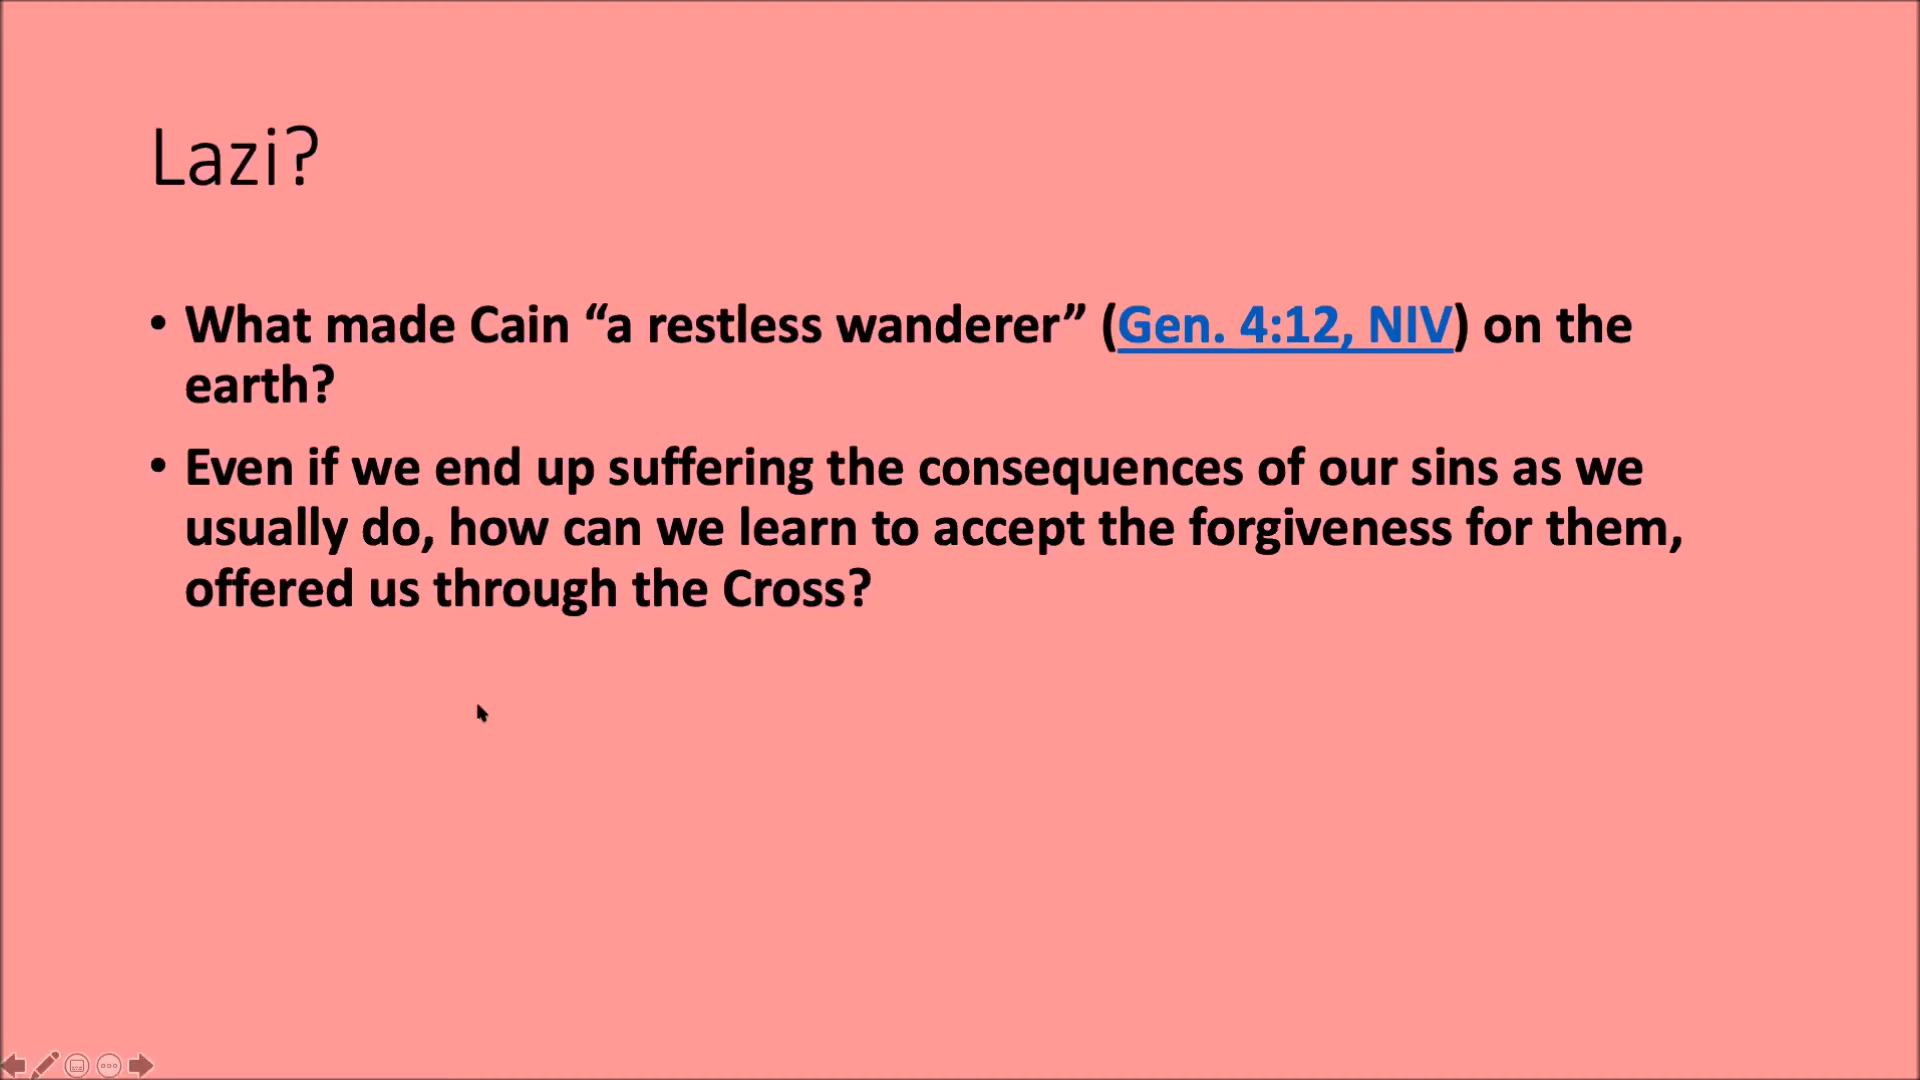 Lazi?
• What made Cain “a restless wanderer” (Gen. 4:12, NIV) on the
earth?
• Even if we end up suffering the consequences of our sins as we
usually do, how can we learn to accept the forgiveness for them,
offered us through the Cross?